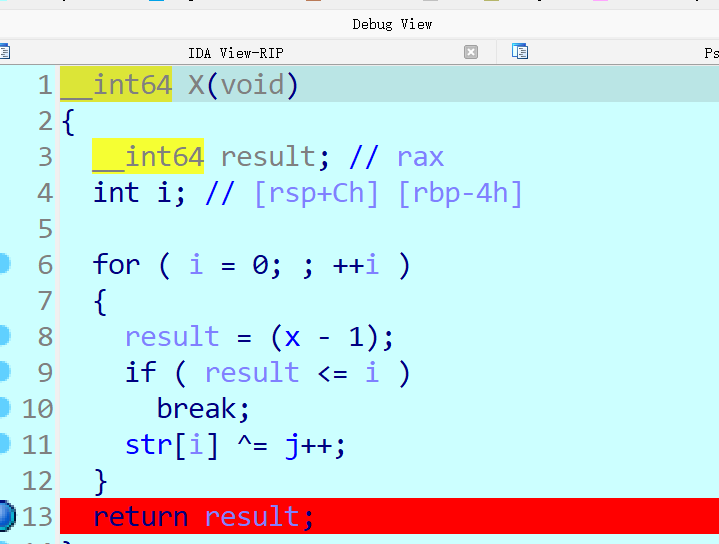 Debug View
IDA View-RIP
Ps
1 __int64 X(void)
2 {
3 __int64 result; // rax
4 int i; // [rsp+Ch] [rbp-4h]
5
6 for ( i = 0; ; ++i )
7 {
8 result = (x - 1);
9 if ( result <= i )
10 break;
11 str[i] ^= j++;
12 }
13 return result;